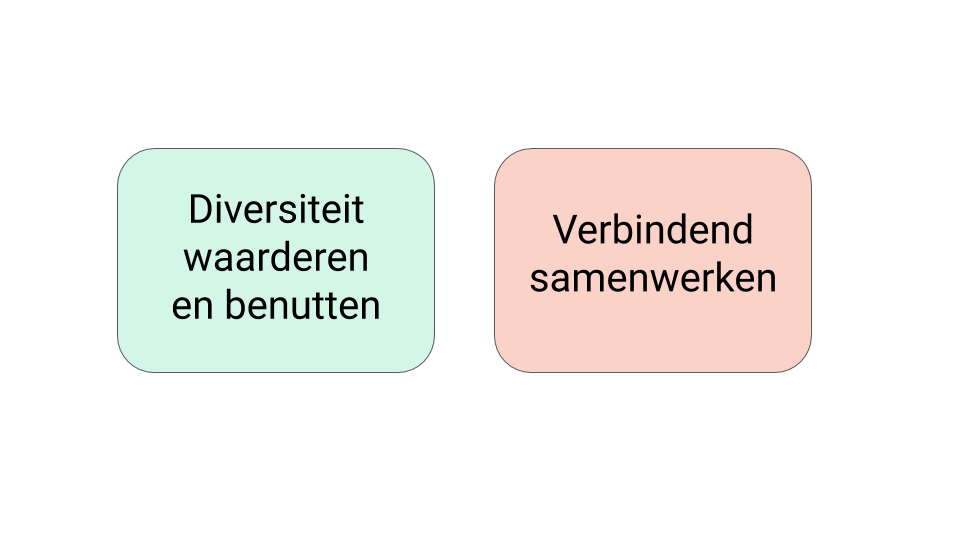 Diversiteit
waarderen
en benutten
Verbindend
samenwerken